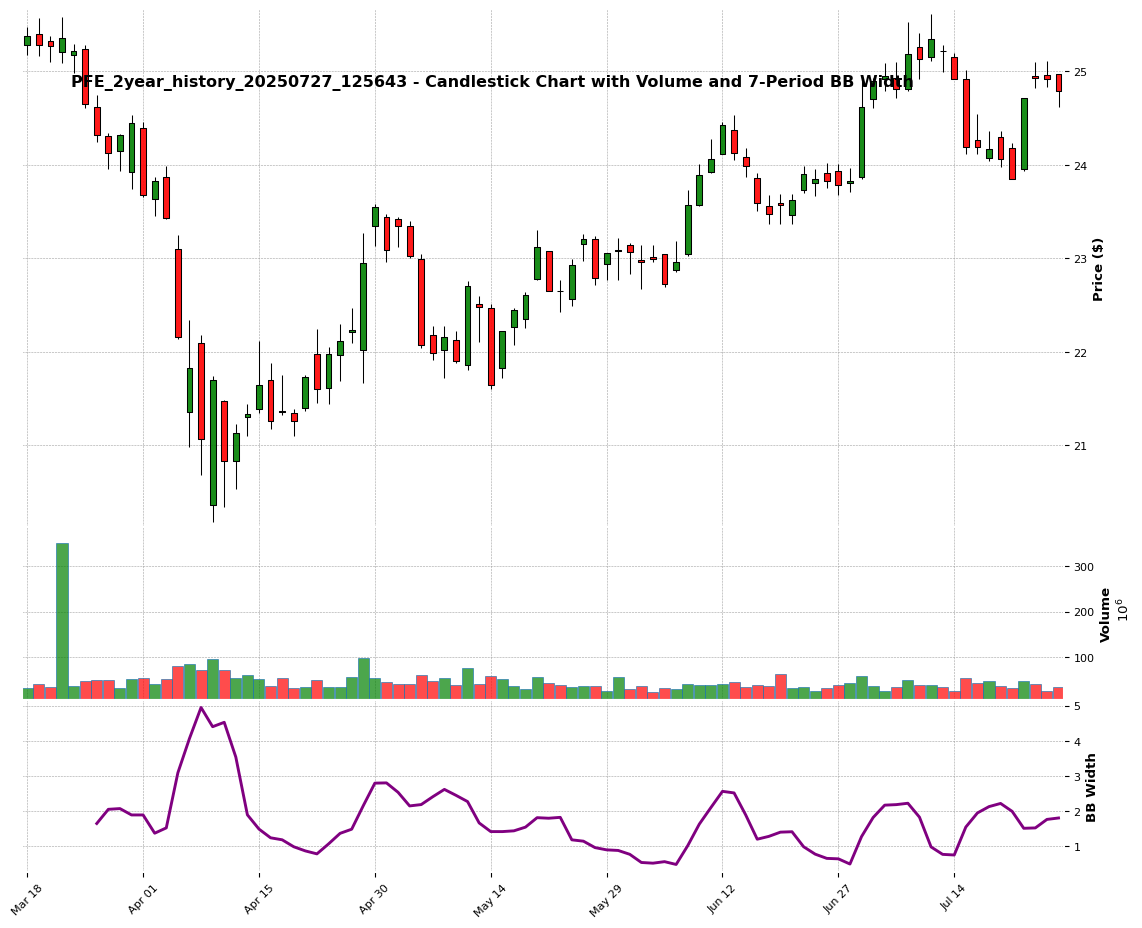 PFE_2year_history_20250727_125643 - Candlestick Chart with Volume and 7-Period BB Width
25
24
23
22
21
Price ($)
300
200
100
Volume
10^6
5
4
3
2
1
BB Width
Mar 18
Apr 01
Apr 15
Apr 30
May 14
May 29
Jun 12
Jun 27
Jul 14